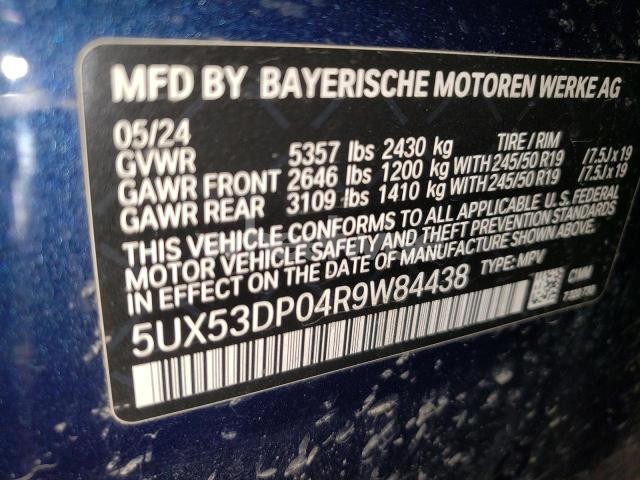 MFD BY BAYERISCHE MOTOREN WERKE AG
05/24 TIRE / RIM
GVWR 5357 lbs 2430 kg
GAWR FRONT 2646 lbs 1200 kg WITH 245/50 R19 /7.5J x 19
GAWR REAR 3109 lbs 1410 kg WITH 245/50 R19 /7.5J x 19
THIS VEHICLE CONFORMS TO ALL APPLICABLE U.S. FEDERAL
MOTOR VEHICLE SAFETY AND THEFT PREVENTION STANDARDS
IN EFFECT ON THE DATE OF MANUFACTURE SHOWN ABOVE.
5UX53DP04R9W84438 TYPE: MPV